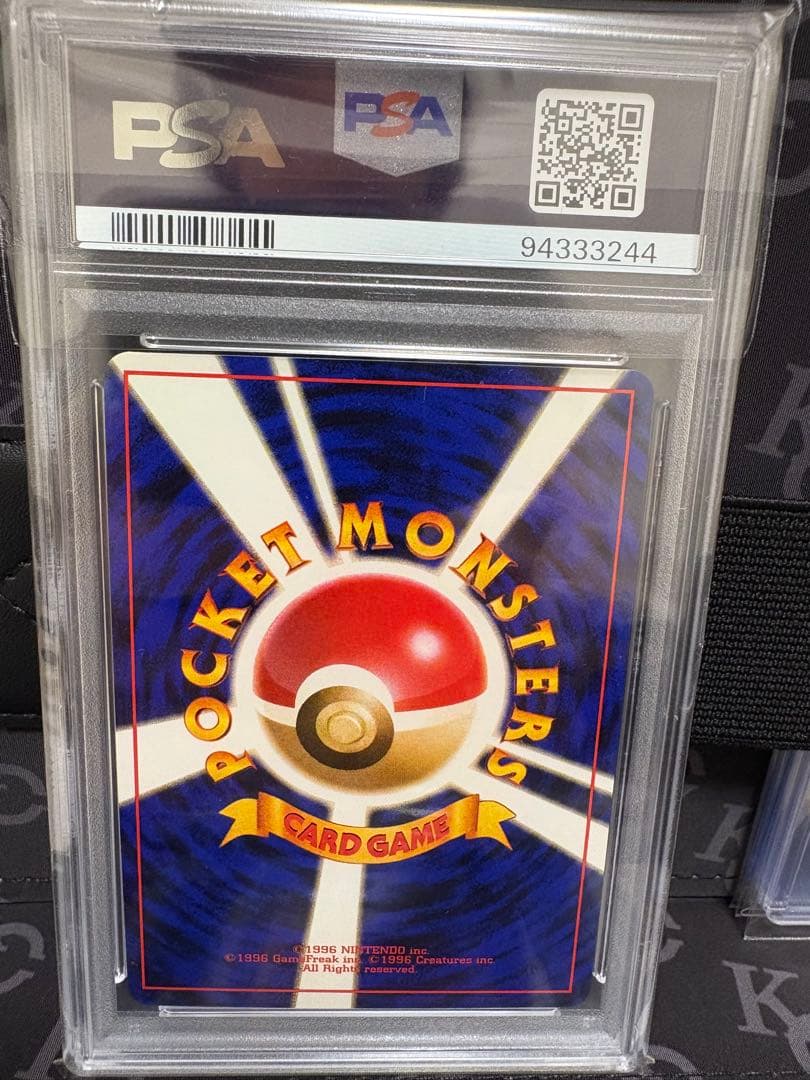 PSA PSA
94333244
POCKET MONSTERS
CARD GAME
©1996 NINTENDO inc.
©1996 GameFreak inc. ©1996 Creatures inc.
All Rights reserved.
K
K
K